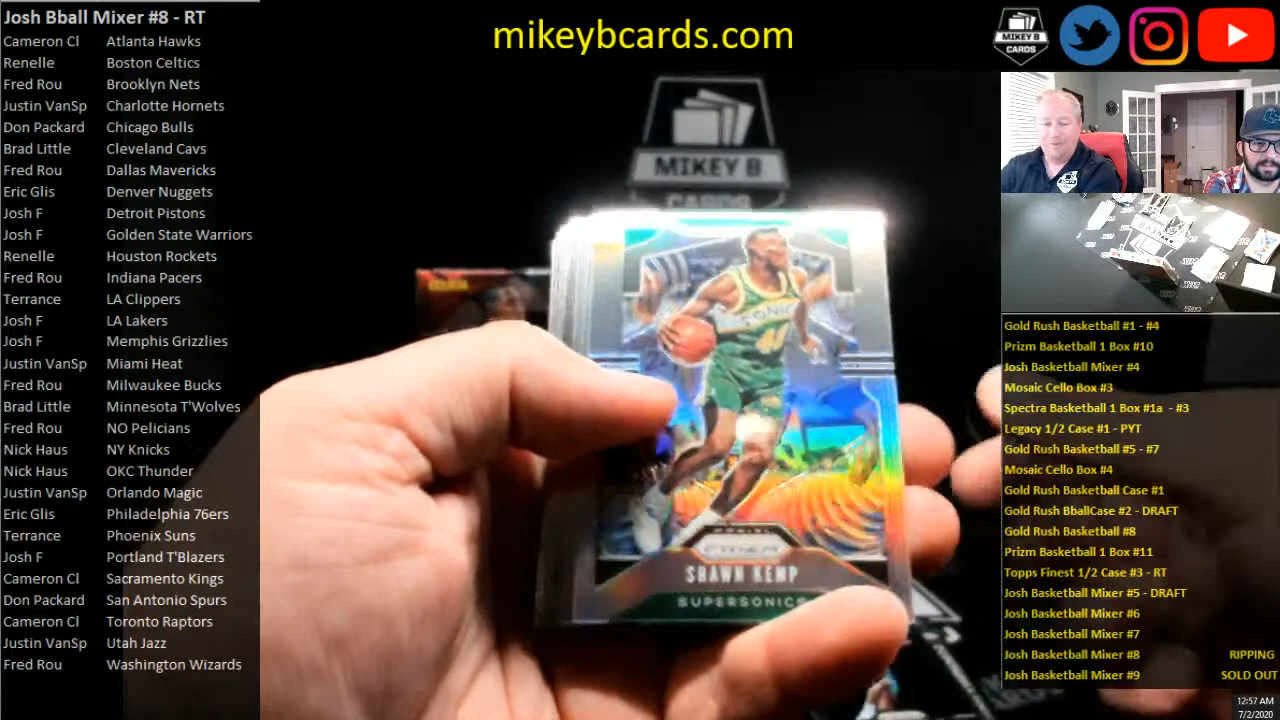 Josh Bball Mixer #8 - RT
Cameron Cl Atlanta Hawks
Renelle Boston Celtics
Fred Rou Brooklyn Nets
Justin VanSp Charlotte Hornets
Don Packard Chicago Bulls
Brad Little Cleveland Cavs
Fred Rou Dallas Mavericks
Eric Glis Denver Nuggets
Josh F Detroit Pistons
Josh F Golden State Warriors
Renelle Houston Rockets
Fred Rou Indiana Pacers
Terrance LA Clippers
Josh F LA Lakers
Josh F Memphis Grizzlies
Justin VanSp Miami Heat
Fred Rou Milwaukee Bucks
Brad Little Minnesota T'Wolves
Fred Rou NO Pelicans
Nick Haus NY Knicks
Nick Haus OKC Thunder
Justin VanSp Orlando Magic
Eric Glis Philadelphia 76ers
Terrance Phoenix Suns
Josh F Portland T'Blazers
Cameron Cl Sacramento Kings
Don Packard San Antonio Spurs
Cameron Cl Toronto Raptors
Justin VanSp Utah Jazz
Fred Rou Washington Wizards
mikeybcards.com
MIKEY B
CARDS
SONICS
40
PRIZM
SHAWN KEMP
SUPERSONICS
MIKEY B
CARDS
Gold Rush Basketball #1 - #4
Prizm Basketball 1 Box #10
Josh Basketball Mixer #4
Mosaic Cello Box #3
Spectra Basketball 1 Box #1a - #3
Legacy 1/2 Case #1 - PYT
Gold Rush Basketball #5 - #7
Mosaic Cello Box #4
Gold Rush Basketball Case #1
Gold Rush BballCase #2 - DRAFT
Gold Rush Basketball #8
Prizm Basketball 1 Box #11
Topps Finest 1/2 Case #3 - RT
Josh Basketball Mixer #5 - DRAFT
Josh Basketball Mixer #6
Josh Basketball Mixer #7
Josh Basketball Mixer #8 RIPPING
Josh Basketball Mixer #9 SOLD OUT
12:57 AM
7/2/2020